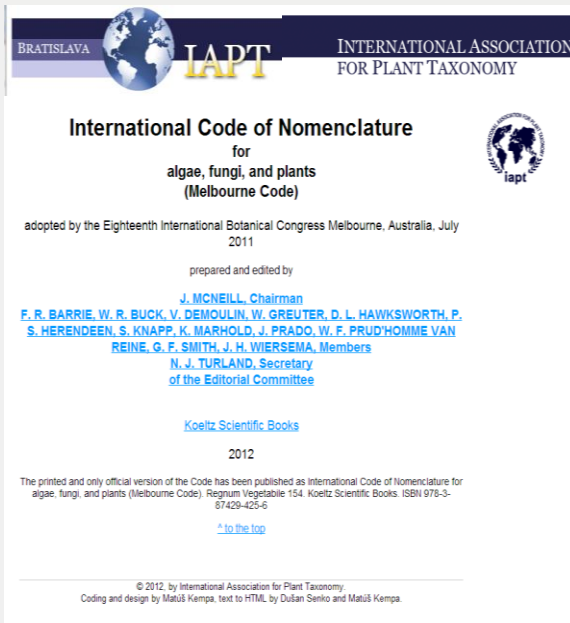 BRATISLAVA
IAPT
INTERNATIONAL ASSOCIATION
FOR PLANT TAXONOMY
International Code of Nomenclature
for
algae, fungi, and plants
(Melbourne Code)
iapt
adopted by the Eighteenth International Botanical Congress Melbourne, Australia, July
2011
prepared and edited by
J. MCNEILL, Chairman
F. R. BARRIE, W. R. BUCK, V. DEMOULIN, W. GREUTER, D. L. HAWKSWORTH, P.
S. HERENDEEN, S. KNAPP, K. MARHOLD, J. PRADO, W. F. PRUD'HOMME VAN
REINE, G. F. SMITH, J. H. WIERSEMA, Members
N. J. TURLAND, Secretary
of the Editorial Committee
Koeltz Scientific Books
2012
The printed and only official version of the Code has been published as International Code of Nomenclature for
algae, fungi, and plants (Melbourne Code). Regnum Vegetabile 154. Koeltz Scientific Books. ISBN 978-3-
87429-425-6
^ to the top
© 2012, by International Association for Plant Taxonomy.
Coding and design by Matúš Kempa, text to HTML by Dušan Senko and Matúš Kempa.